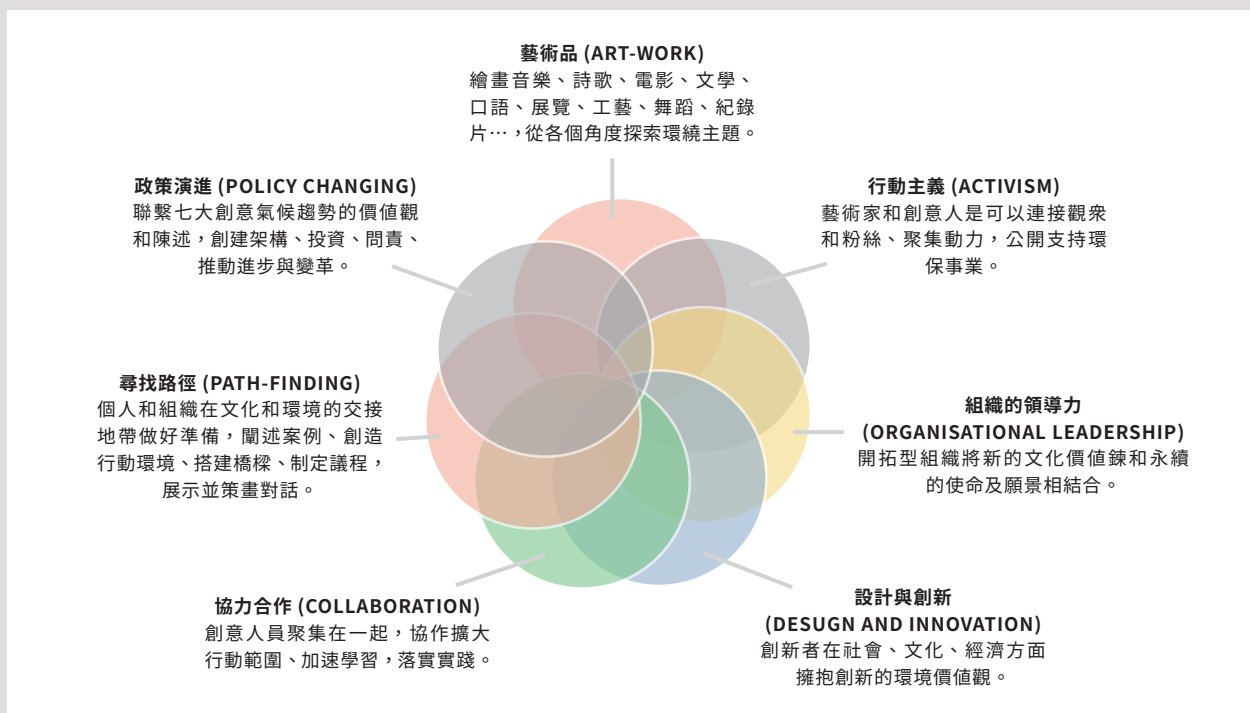 藝術品 (ART-WORK)
繪畫音樂、詩歌、電影、文學、
口語、展覽、工藝、舞蹈、紀錄
片⋯,從各個角度探索環繞主題。
政策演進 (POLICY CHANGING)
聯繫七大創意氣候趨勢的價值觀
和陳述,創建架構、投資、問責、
推動進步與變革。
行動主義 (ACTIVISM)
藝術家和創意人是可以連接觀眾
和粉絲、聚集動力,公開支持環
保事業。
尋找路徑 (PATH-FINDING)
個人和組織在文化和環境的交接
地帶做好準備,闡述案例、創造
行動環境、搭建橋樑、制定議程,
展示並策畫對話。
組織的領導力
(ORGANISATIONAL LEADERSHIP)
開拓型組織將新的文化價值鍊和永續
的使命及願景相結合。
協力合作 (COLLABORATION)
創意人員聚集在一起,協作擴大
行動範圍、加速學習,落實實踐。
設計與創新
(DESUGN AND INNOVATION)
創新者在社會、文化、經濟方面
擁抱創新的環境價值觀。